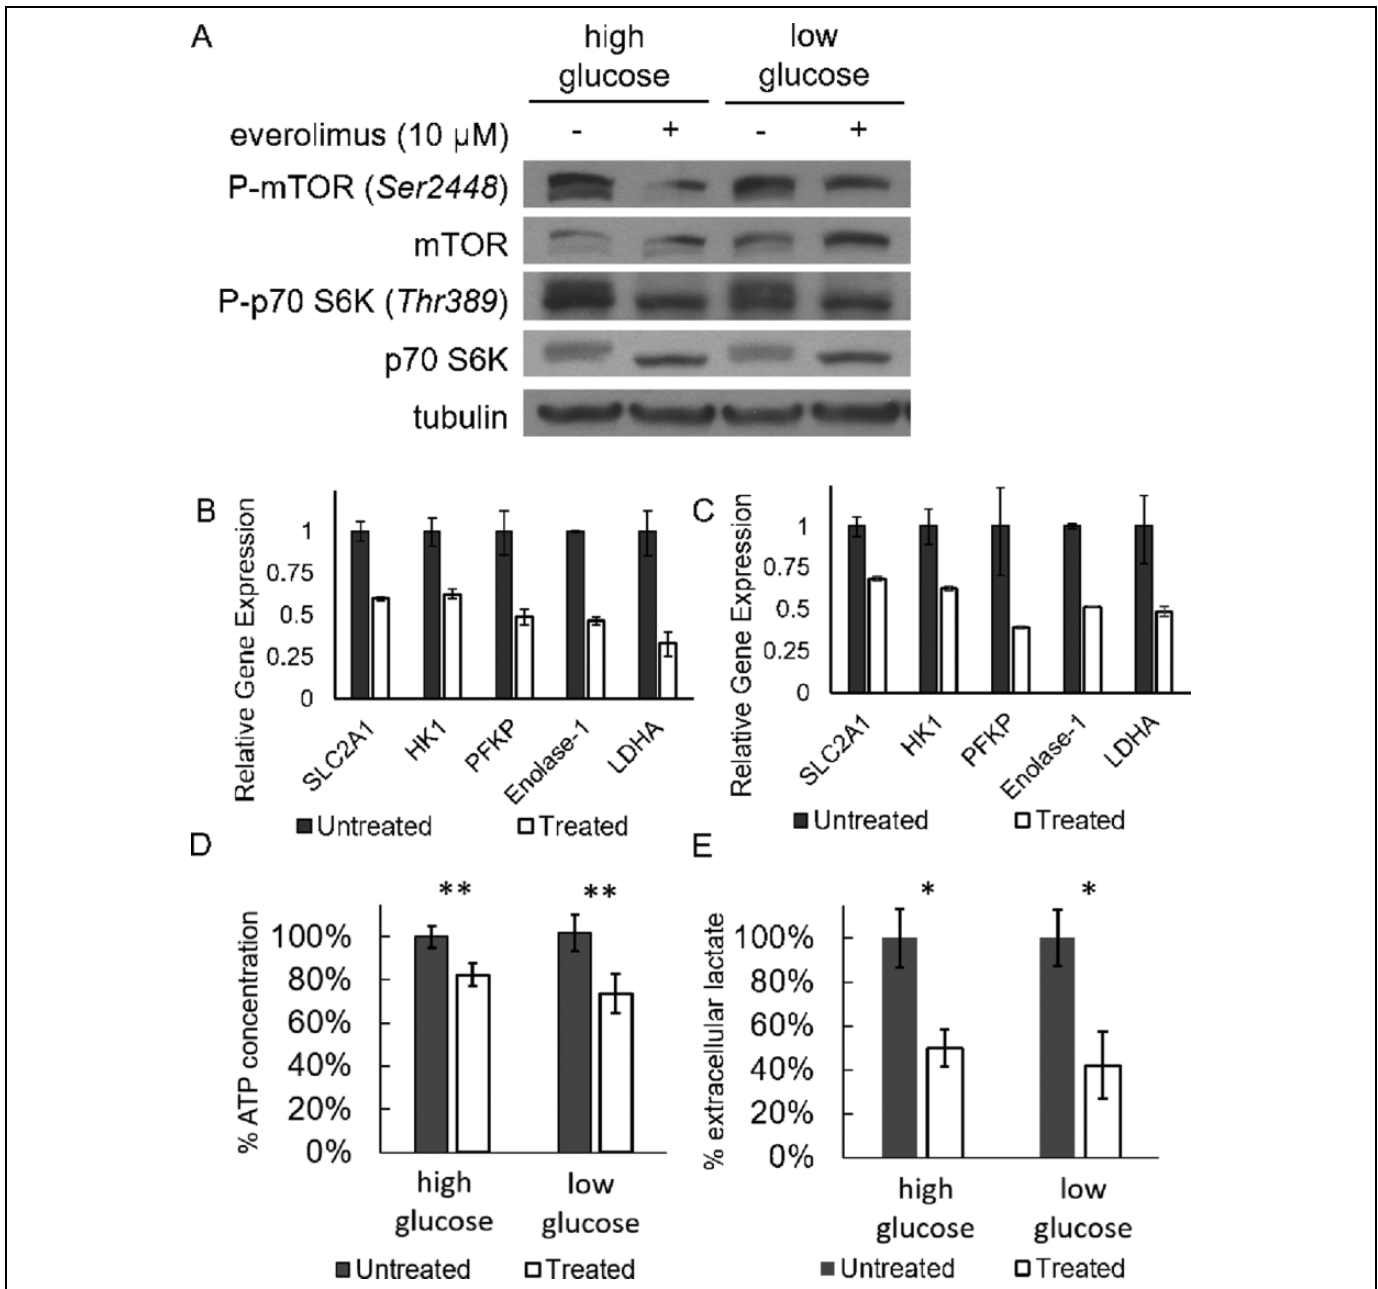 A
high
glucose
low
glucose
everolimus (10 µM)
- + - +
P-mTOR (Ser2448)
mTOR
P-p70 S6K (Thr389)
p70 S6K
tubulin
B
Relative Gene Expression
1
0.75
0.5
0.25
0
SLC2A1
HK1
PFKP
Enolase-1
LDHA
Untreated
Treated
C
Relative Gene Expression
1
0.75
0.5
0.25
0
SLC2A1
HK1
PFKP
Enolase-1
LDHA
Untreated
Treated
D
% ATP concentration
** **
100%
80%
60%
40%
20%
0%
high
glucose
low
glucose
Untreated
Treated
E
% extracellular lactate
* *
100%
80%
60%
40%
20%
0%
high
glucose
low
glucose
Untreated
Treated